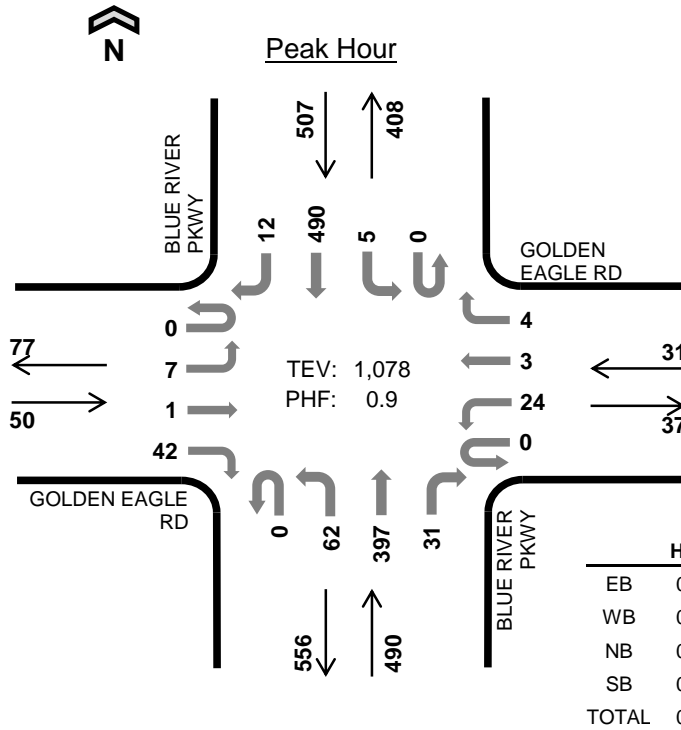 N
Peak Hour
507
408
BLUE RIVER
PKWY
12
490
5
0
GOLDEN
EAGLE RD
0
7
1
42
77
50
TEV: 1,078
PHF: 0.9
4
3
24
0
31
37
GOLDEN EAGLE
RD
0
62
397
31
BLUE RIVER
PKWY
556
490
EB
WB
NB
SB
TOTAL